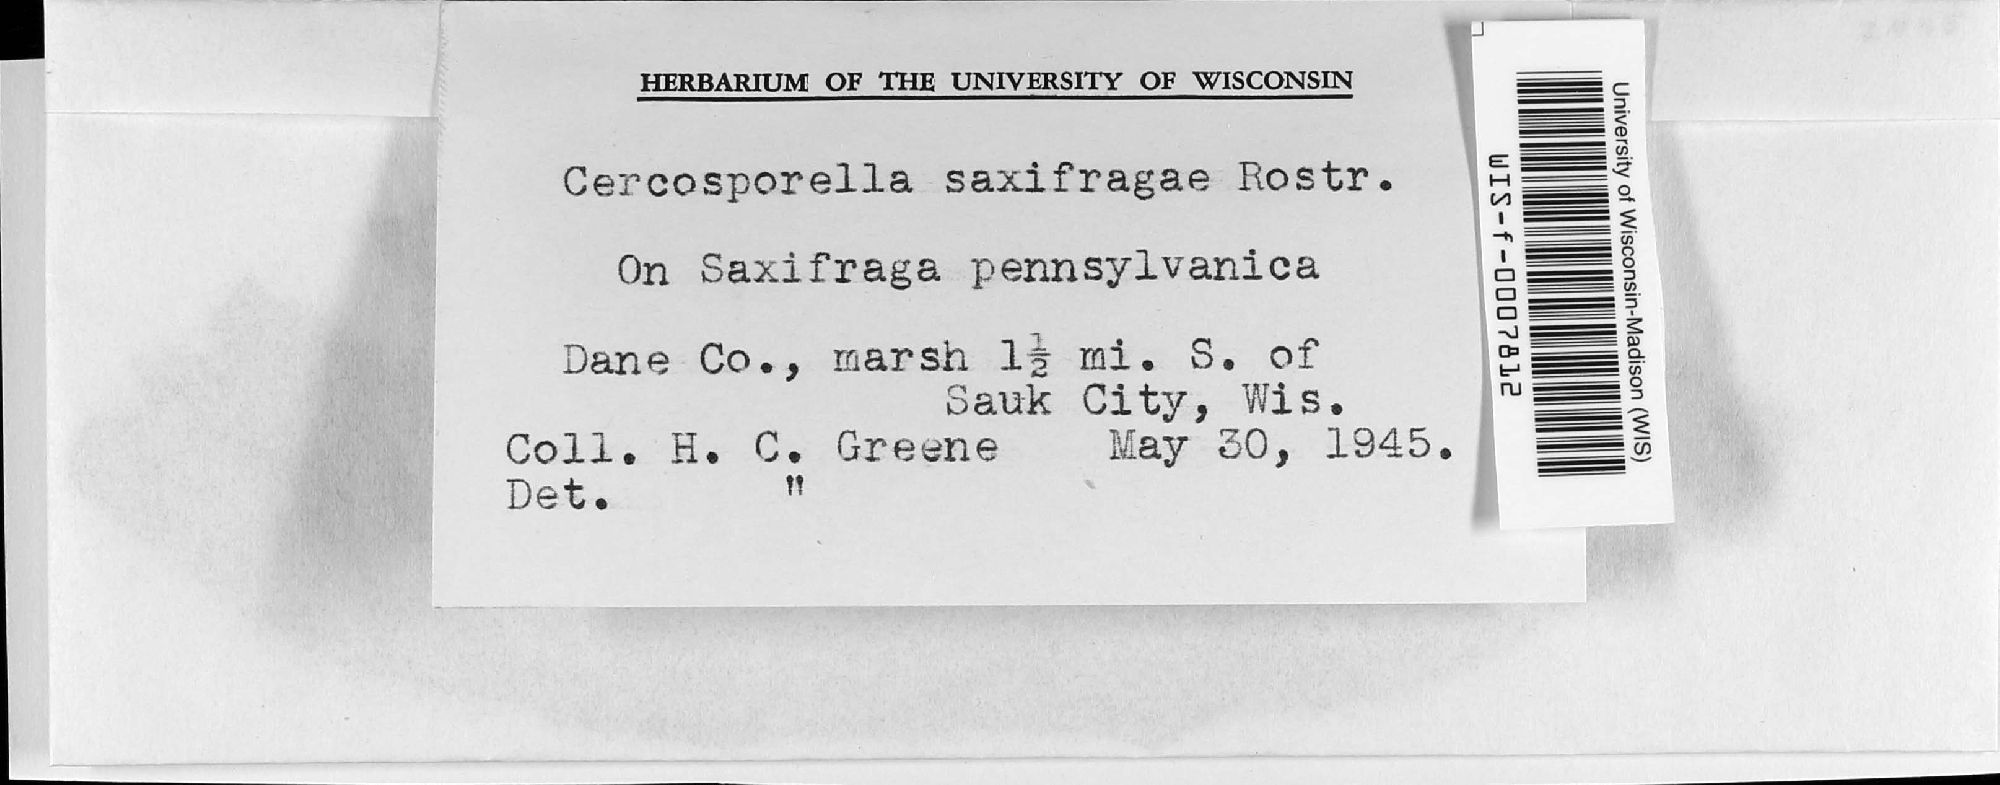 HERBARIUM OF THE UNIVERSITY OF WISCONSIN
Cercosporella saxifragae Rostr.
On Saxifraga pennsylvanica
Dane Co., marsh 1½ mi. S. of
Sauk City, Wis.
Coll. H. C. Greene May 30, 1945.
Det. "
University of Wisconsin-Madison (WIS)
WIS-f-0007812